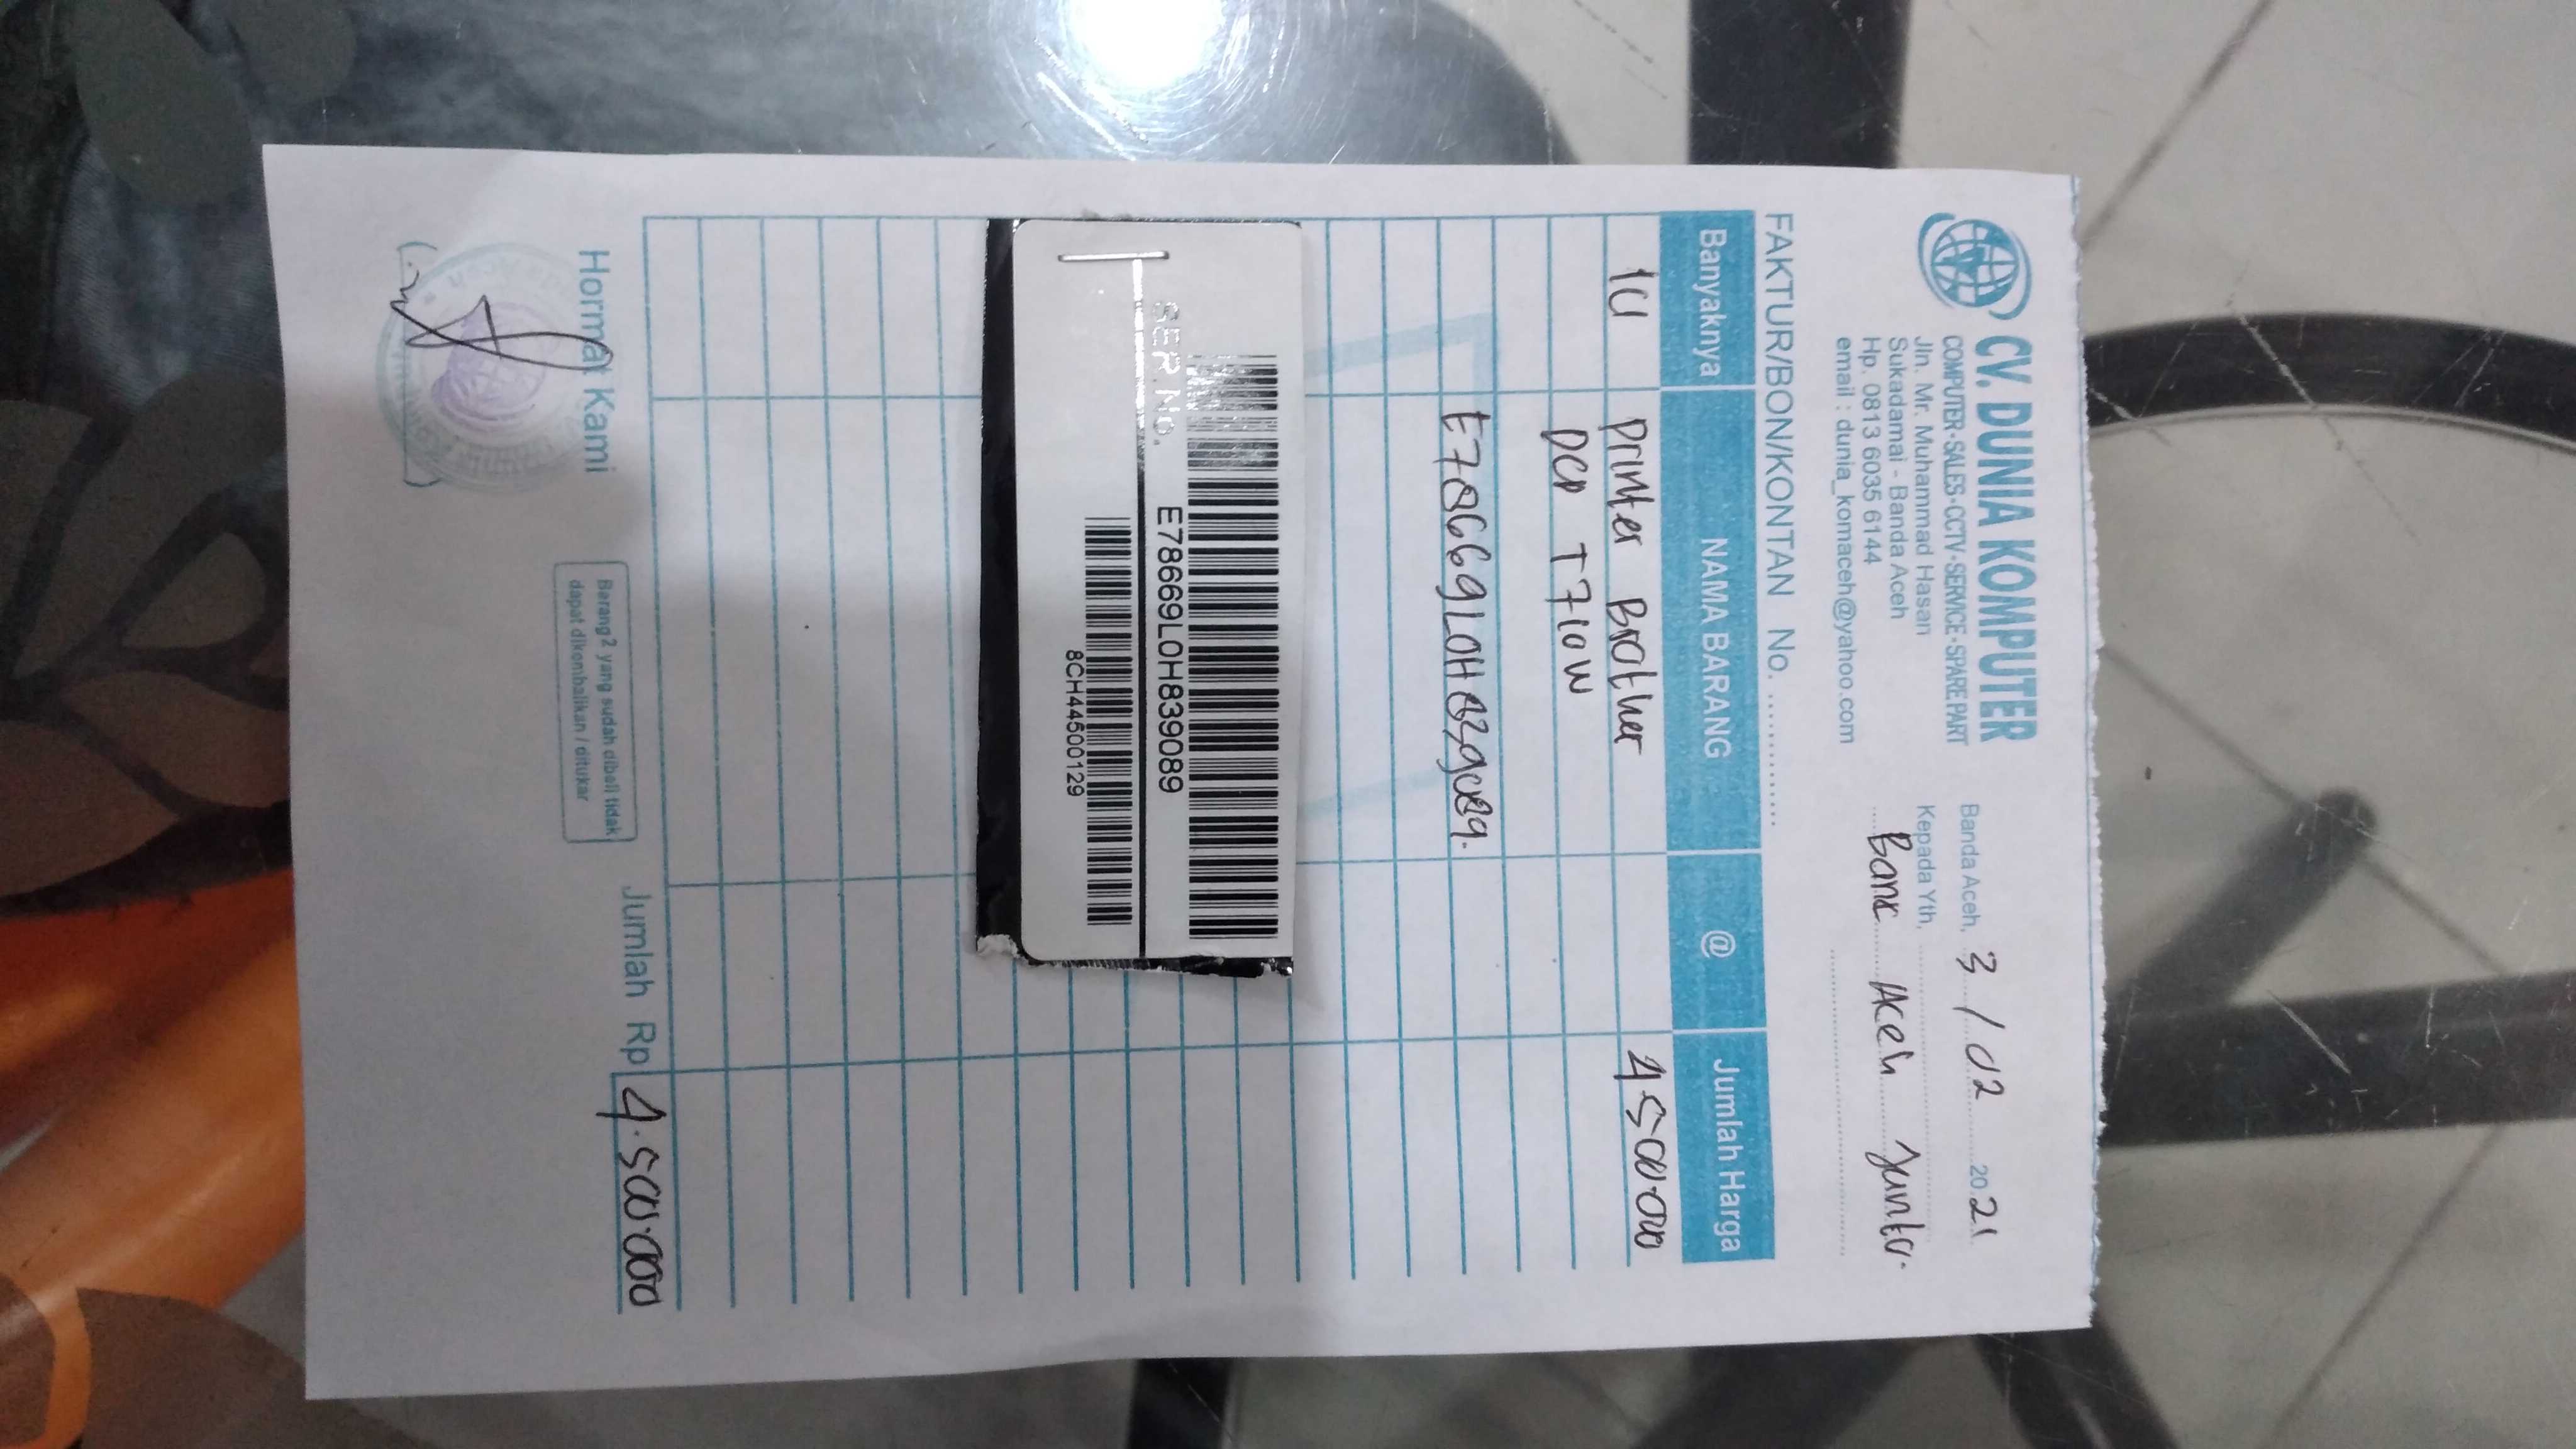 CV. DUNIA KOMPUTER
COMPUTER-SALES-CCTV-SERVICE-SPARE PART
Jln. Mr. Muhammad Hasan
Sukadamai - Banda Aceh
Hp. 0813 6035 6144
email : dunia_komaceh@yahoo.com
Banda Aceh, 3 / 02 2021
Kepada Yth,
Bank Aceh
FAKTUR/BON/KONTAN No.
Banyaknya NAMA BARANG @ Jumlah Harga
1U Printer Brother 4.500.000
DCP T710W
E78669L0H839089.
SER.No. E78669L0H839089
8CH44500129
Jumlah Rp 4.500.000
Hormat Kami
Barang2 yang sudah dibeli tidak
dapat dikembalikan / ditukar